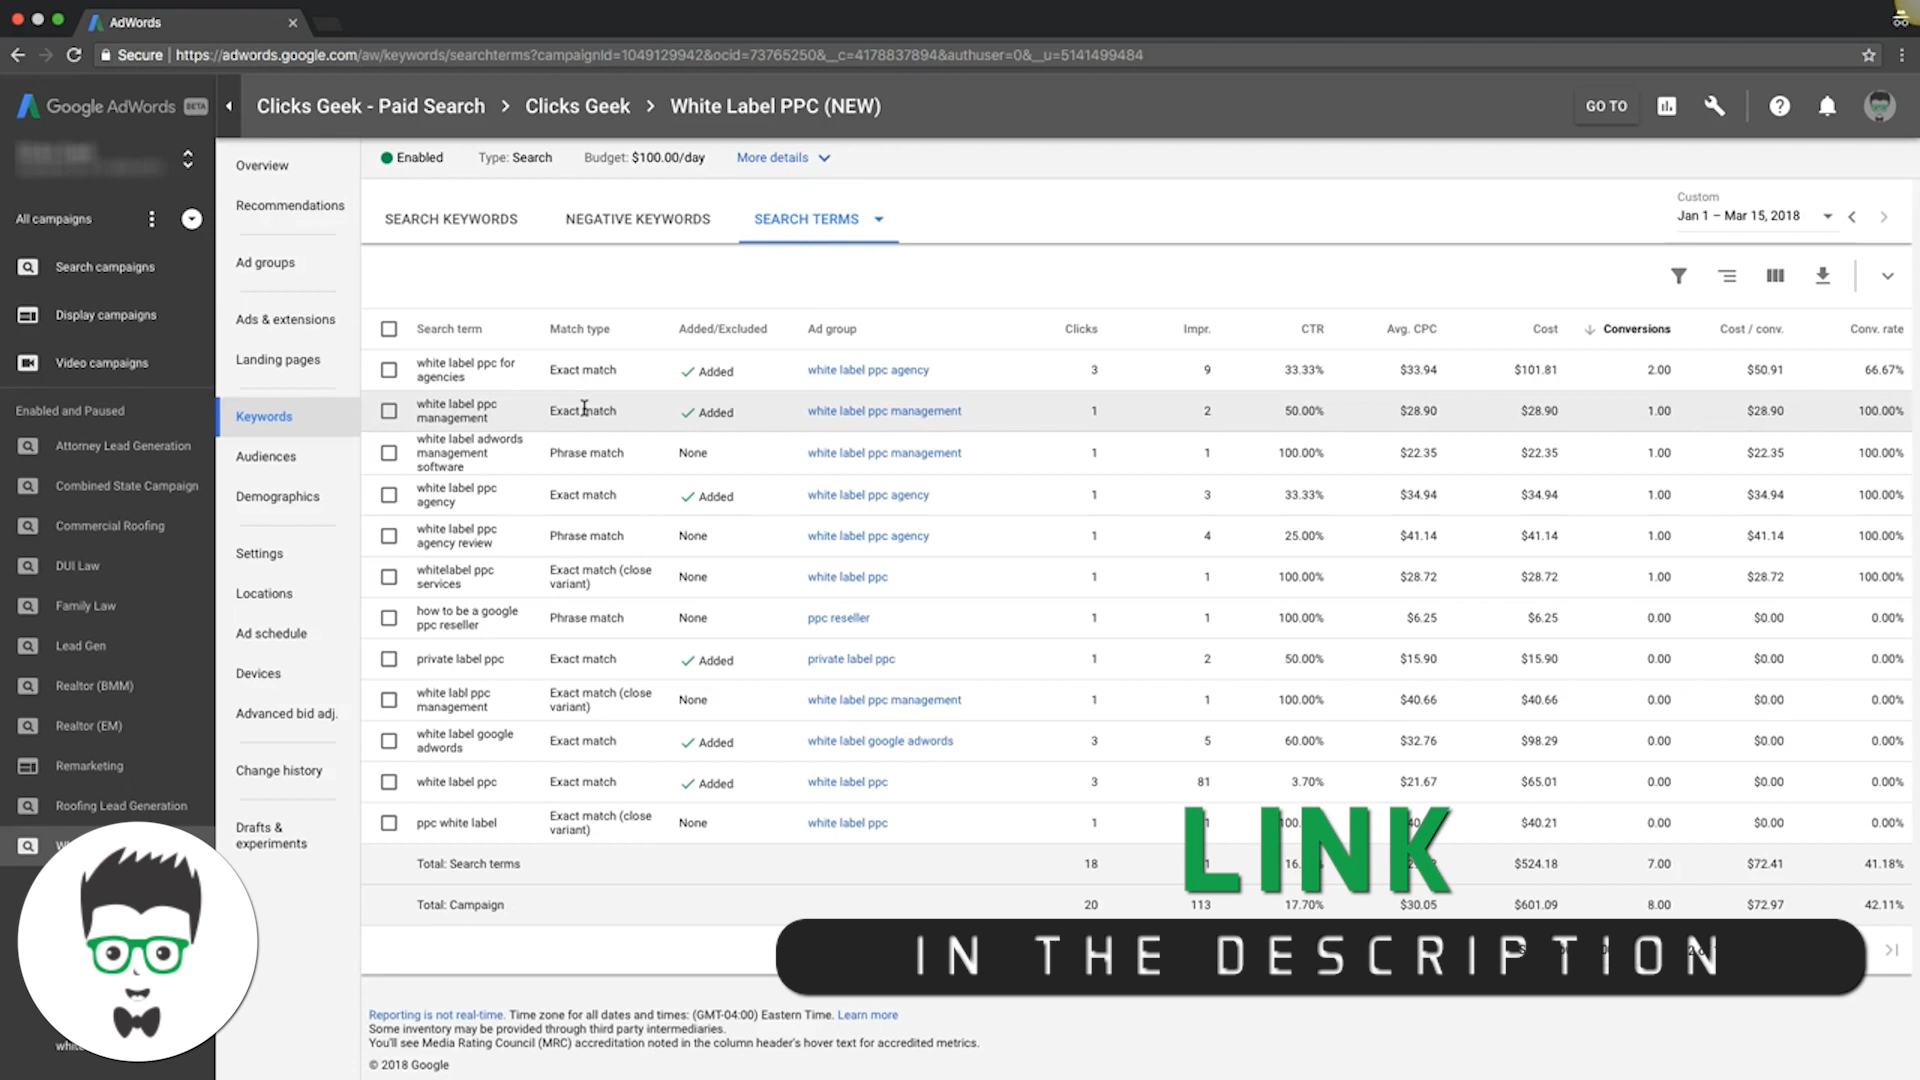 AdWords
Secure | https://adwords.google.com/aw/keywords/searchterms?campaignId=1049129942&ocid=73765250&__c=4178837894&authuser=0&__u=5141499484
Google AdWords BETA
Clicks Geek - Paid Search > Clicks Geek > White Label PPC (NEW)
GO TO
All campaigns
Search campaigns
Display campaigns
Video campaigns
Enabled and Paused
Attorney Lead Generation
Combined State Campaign
Commercial Roofing
DUI Law
Family Law
Lead Gen
Realtor (BMM)
Realtor (EM)
Remarketing
Roofing Lead Generation
Overview
Recommendations
Ad groups
Ads & extensions
Landing pages
Keywords
Audiences
Demographics
Settings
Locations
Ad schedule
Devices
Advanced bid adj.
Change history
Drafts &
experiments
Enabled Type: Search Budget: $100.00/day More details
SEARCH KEYWORDS NEGATIVE KEYWORDS SEARCH TERMS
Custom
Jan 1 – Mar 15, 2018
Search term Match type Added/Excluded Ad group Clicks Impr. CTR Avg. CPC Cost Conversions Cost / conv. Conv. rate
white label ppc for
agencies Exact match Added white label ppc agency 3 9 33.33% $33.94 $101.81 2.00 $50.91 66.67%
white label ppc
management Exact match Added white label ppc management 1 2 50.00% $28.90 $28.90 1.00 $28.90 100.00%
white label adwords
management
software Phrase match None white label ppc management 1 1 100.00% $22.35 $22.35 1.00 $22.35 100.00%
white label ppc
agency Exact match Added white label ppc agency 1 3 33.33% $34.94 $34.94 1.00 $34.94 100.00%
white label ppc
agency review Phrase match None white label ppc agency 1 4 25.00% $41.14 $41.14 1.00 $41.14 100.00%
whitelabel ppc
services Exact match (close
variant) None white label ppc 1 1 100.00% $28.72 $28.72 1.00 $28.72 100.00%
how to be a google
ppc reseller Phrase match None ppc reseller 1 1 100.00% $6.25 $6.25 0.00 $0.00 0.00%
private label ppc Exact match Added private label ppc 1 2 50.00% $15.90 $15.90 0.00 $0.00 0.00%
white labl ppc
management Exact match (close
variant) None white label ppc management 1 1 100.00% $40.66 $40.66 0.00 $0.00 0.00%
white label google
adwords Exact match Added white label google adwords 3 5 60.00% $32.76 $98.29 0.00 $0.00 0.00%
white label ppc Exact match Added white label ppc 3 81 3.70% $21.67 $65.01 0.00 $0.00 0.00%
ppc white label Exact match (close
variant) None white label ppc 1 $40.21 0.00 $0.00 0.00%
Total: Search terms 18 $524.18 7.00 $72.41 41.18%
Total: Campaign 20 113 17.70% $30.05 $601.09 8.00 $72.97 42.11%
LINK
IN THE DESCRIPTION
Reporting is not real-time. Time zone for all dates and times: (GMT-04:00) Eastern Time. Learn more
Some inventory may be provided through third party intermediaries.
You'll see Media Rating Council (MRC) accreditation noted in the column header's hover text for accredited metrics.
© 2018 Google